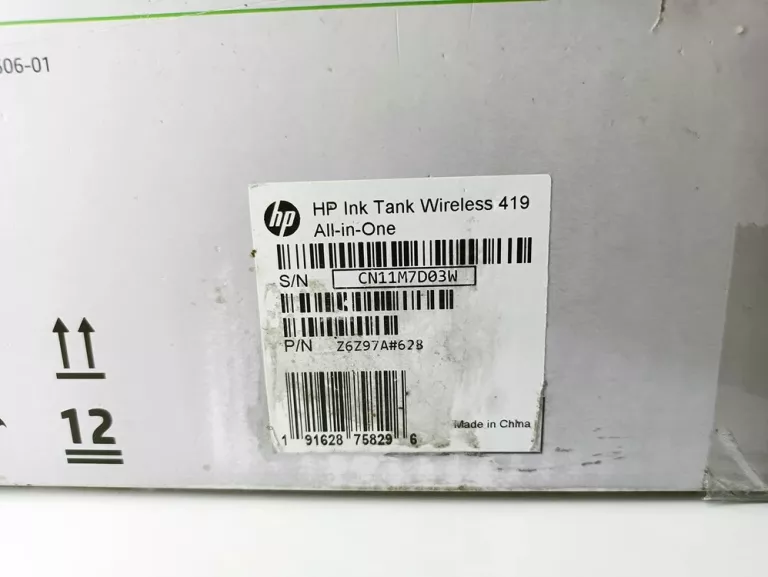 606-01
hp
HP Ink Tank Wireless 419
All-in-One
S/N CN11M7D03W
P/N Z6Z97A#628
1 91628 75829 6
Made in China
12